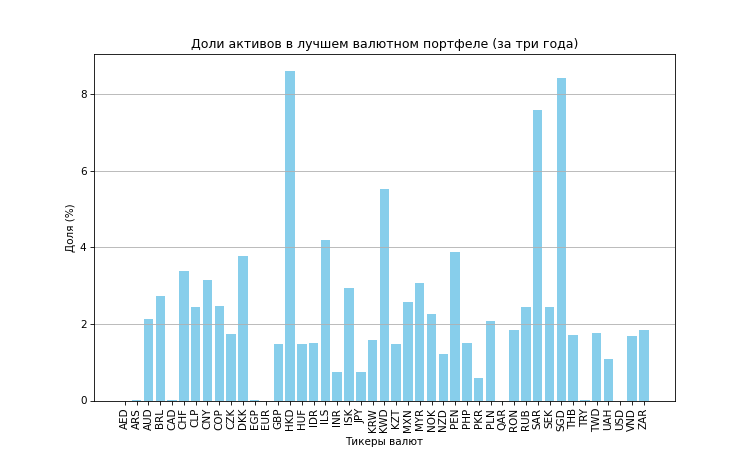 Доли активов в лучшем валютном портфеле (за три года)
Доля (%)
8
6
4
2
0
AED ARS AUD BRL CAD CHF CLP CNY COP CZK DKK EGP EUR GBP HKD HUF IDR ILS INR ISK JPY KRW KWD KZT MXN MYR NOK NZD PEN PHP PKR PLN QAR RON RUB SAR SEK SGD THB TRY TWD UAH USD VND ZAR
Тикеры валют